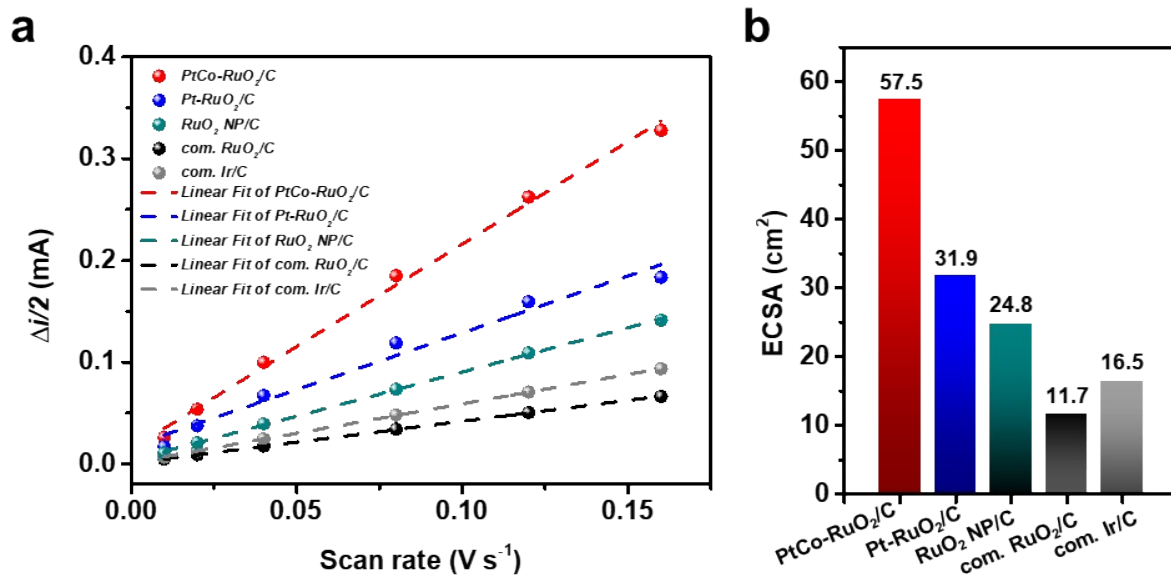 a
0.4
0.3
0.2
0.1
0.0
Δi/2 (mA)
PtCo-RuO₂/C
Pt-RuO₂/C
RuO₂ NP/C
com. RuO₂/C
com. Ir/C
Linear Fit of PtCo-RuO₂/C
Linear Fit of Pt-RuO₂/C
Linear Fit of RuO₂ NP/C
Linear Fit of com. RuO₂/C
Linear Fit of com. Ir/C
0.00 0.05 0.10 0.15
Scan rate (V s⁻¹)
b
60
50
40
30
20
10
0
ECSA (cm²)
57.5
31.9
24.8
11.7
16.5
PtCo-RuO₂/C
Pt-RuO₂/C
RuO₂ NP/C
com. RuO₂/C
com. Ir/C